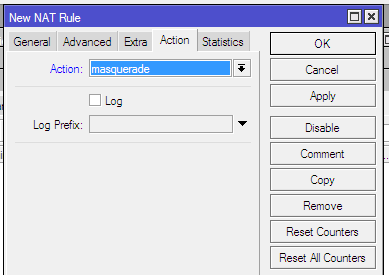 New NAT Rule
General
Advanced
Extra
Action
Statistics
Action:
masquerade
Log
Log Prefix:
OK
Cancel
Apply
Disable
Comment
Copy
Remove
Reset Counters
Reset All Counters